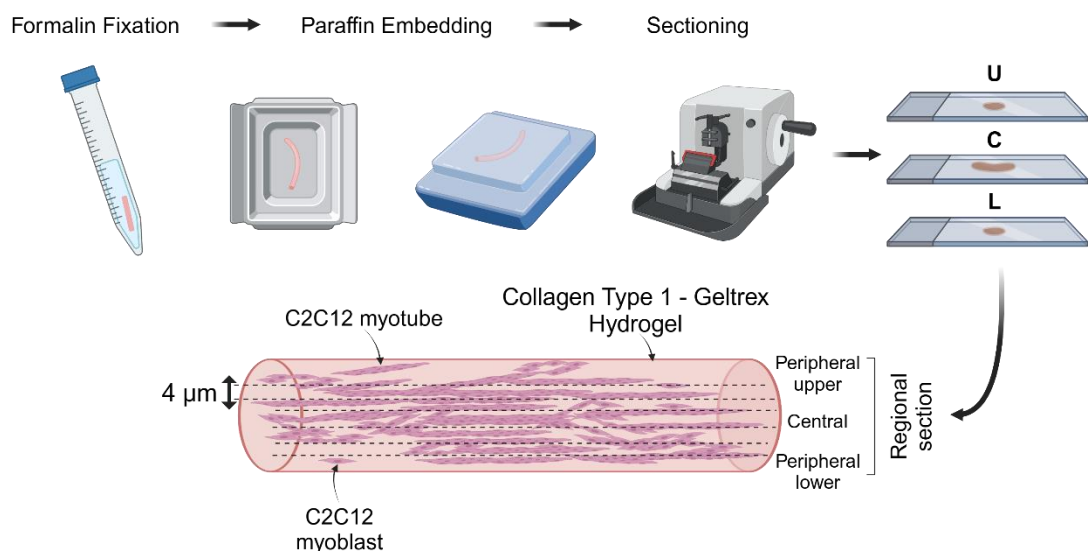 Formalin Fixation
Paraffin Embedding
Sectioning
U
C
L
C2C12 myotube
Collagen Type 1 - Geltrex
Hydrogel
4 µm
Peripheral
upper
Central
Peripheral
lower
Regional
section
C2C12
myoblast